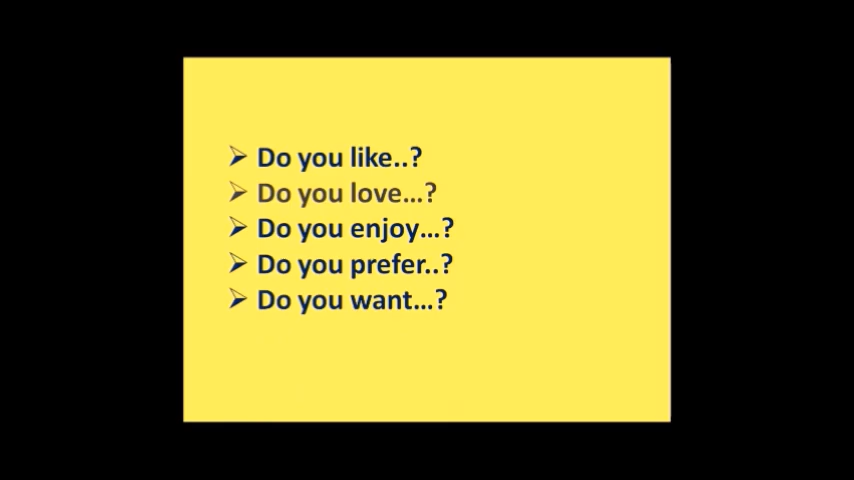 ➢ Do you like..?
➢ Do you love...?
➢ Do you enjoy...?
➢ Do you prefer..?
➢ Do you want...?